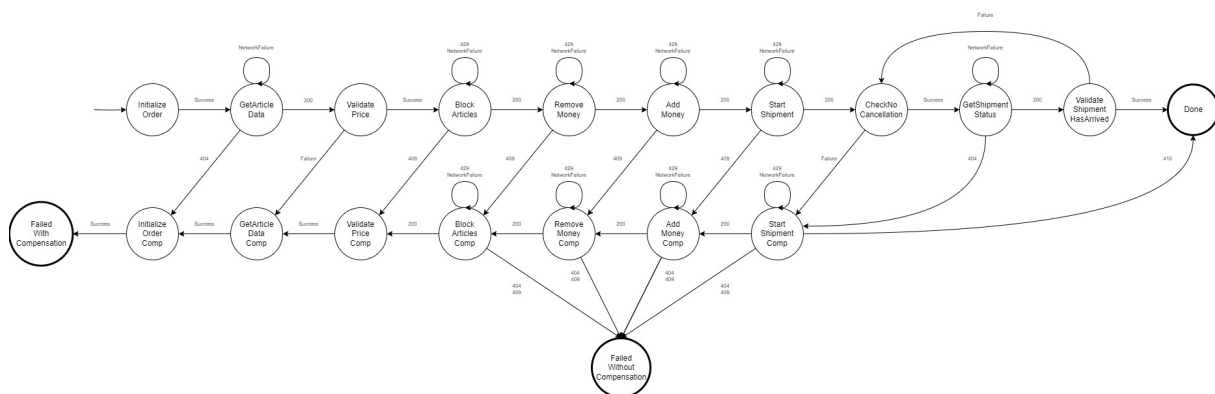 Failure
NetworkFailure
429
NetworkFailure
429
NetworkFailure
429
NetworkFailure
429
NetworkFailure
NetworkFailure
Initialize
Order
Success
GetArticle
Data
200
Validate
Price
Success
Block
Articles
200
Remove
Money
200
Add
Money
200
Start
Shipment
200
CheckNo
Cancellation
Success
GetShipment
Status
200
Validate
Shipment
HasArrived
Success
Done
404
Failure
409
409
409
409
Failure
404
410
429
NetworkFailure
429
NetworkFailure
429
NetworkFailure
429
NetworkFailure
Failed
With
Compensation
Success
Initialize
Order
Comp
Success
GetArticle
Data
Comp
Success
Validate
Price
Comp
200
Block
Articles
Comp
200
Remove
Money
Comp
200
Add
Money
Comp
200
Start
Shipment
Comp
404
409
404
409
404
409
404
409
Failed
Without
Compensation